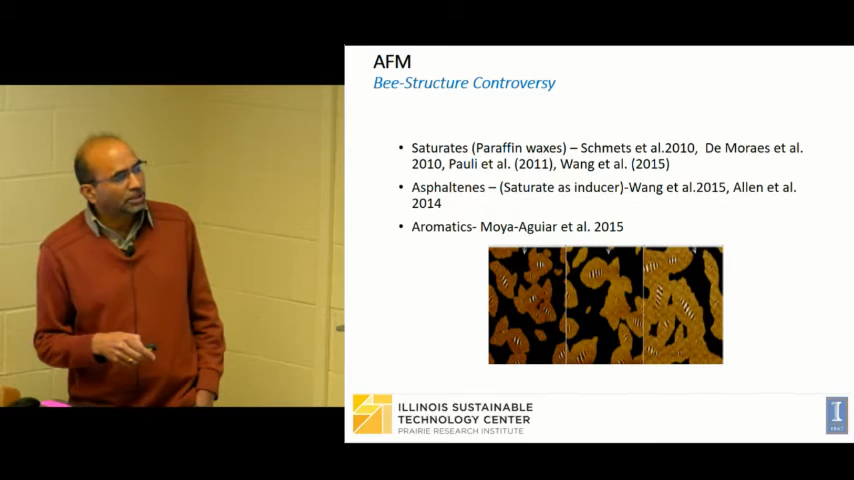 AFM
Bee-Structure Controversy
• Saturates (Paraffin waxes) – Schmets et al.2010, De Moraes et al.
2010, Pauli et al. (2011), Wang et al. (2015)
• Asphaltenes – (Saturate as inducer)-Wang et al.2015, Allen et al.
2014
• Aromatics- Moya-Aguiar et al. 2015
ILLINOIS SUSTAINABLE
TECHNOLOGY CENTER
PRAIRIE RESEARCH INSTITUTE
I
1867